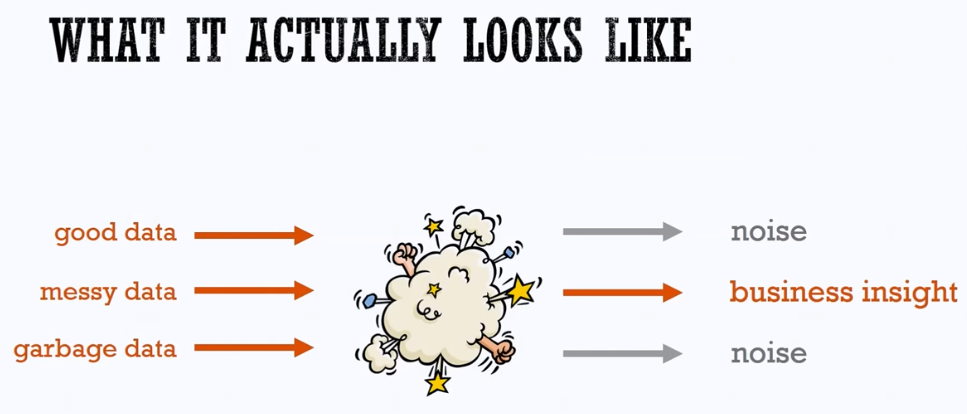 WHAT IT ACTUALLY LOOKS LIKE
good data
noise
messy data
business insight
garbage data
noise